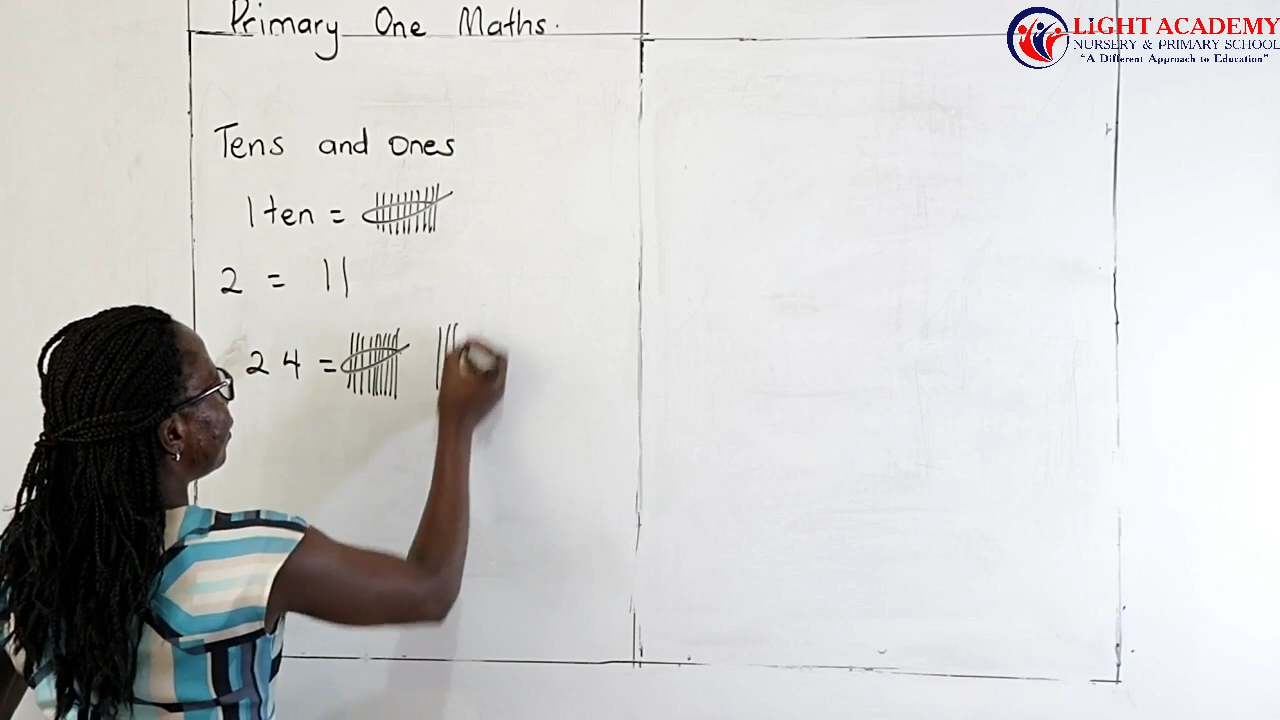 Primary One Maths.
LIGHT ACADEMY
NURSERY & PRIMARY SCHOOL
"A Different Approach to Education"
Tens and Ones
1 ten =
2 = 11
24 =